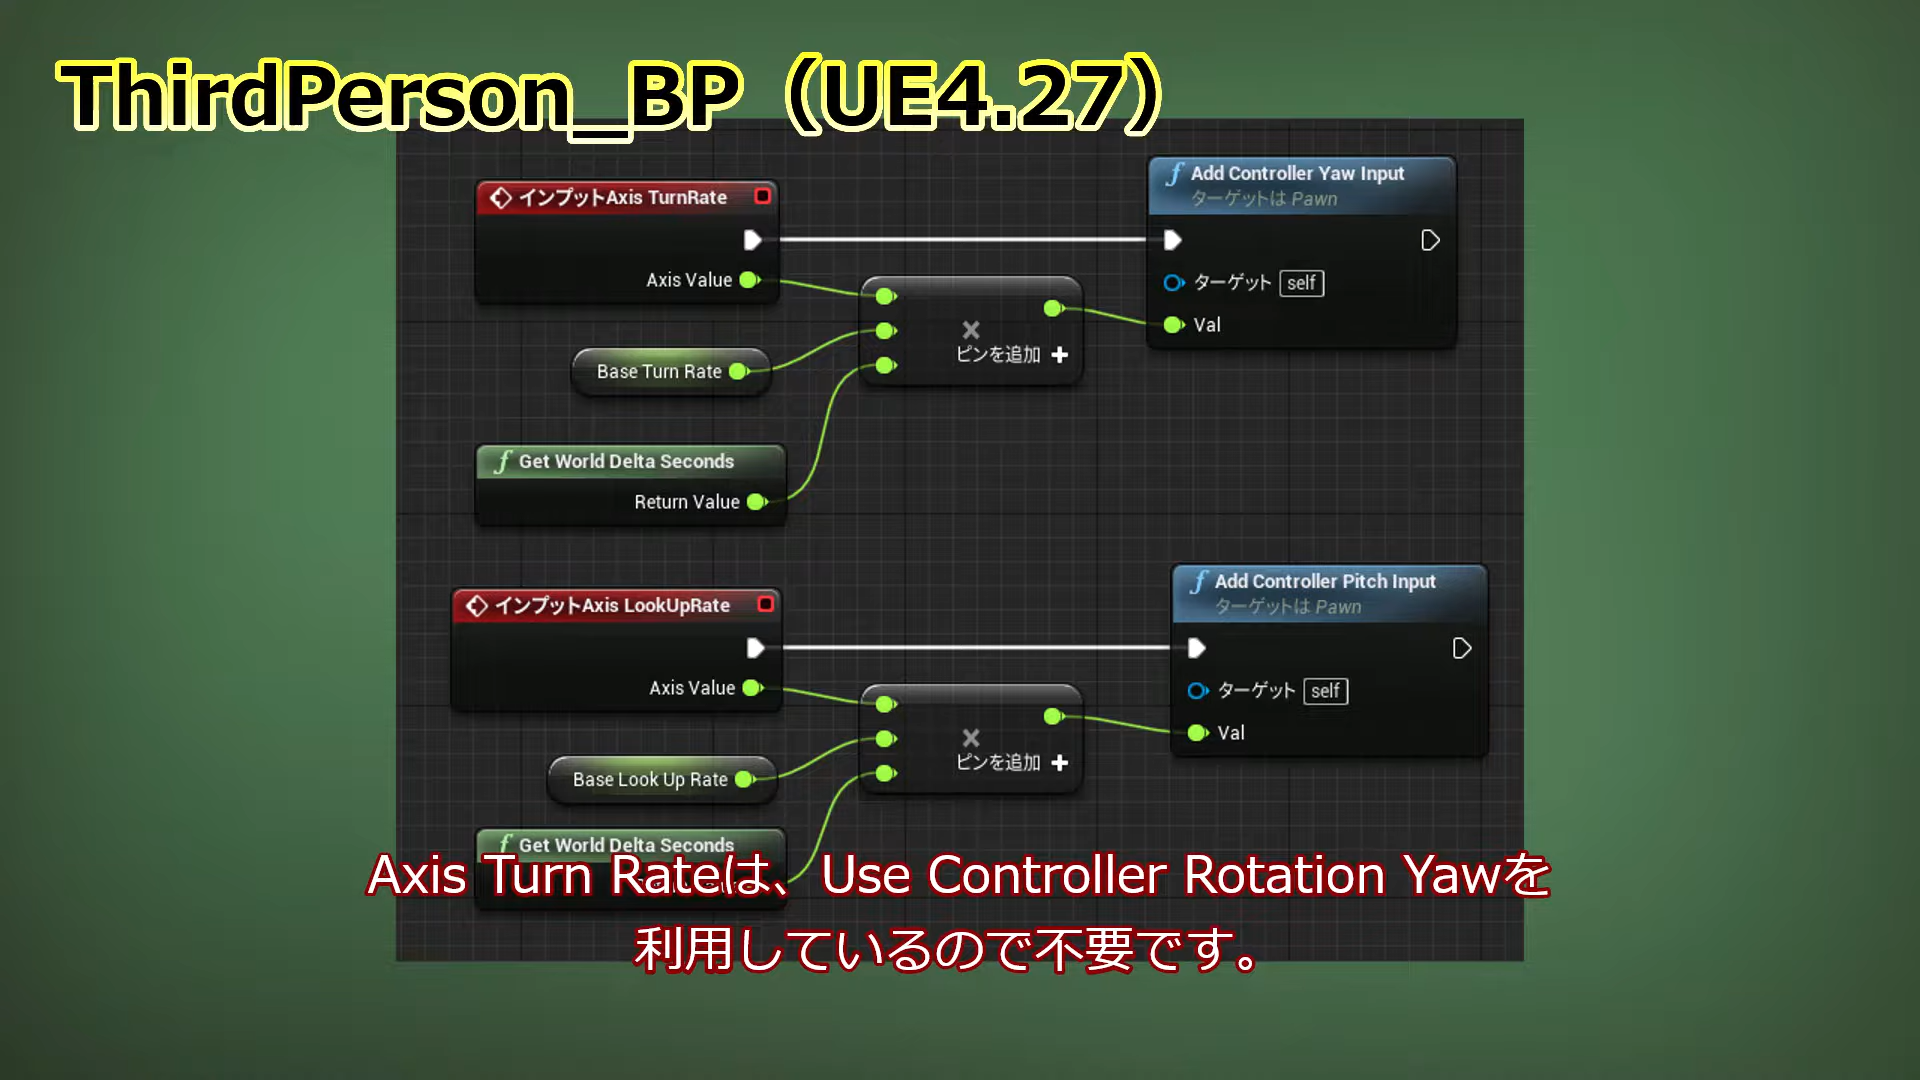 ThirdPerson_BP（UE4.27）
インプットAxis TurnRate
Axis Value
Base Turn Rate
Get World Delta Seconds
Return Value
ピンを追加
Add Controller Yaw Input
ターゲットは Pawn
ターゲット self
Val
インプットAxis LookUpRate
Axis Value
Base Look Up Rate
Get World Delta Seconds
ピンを追加
Add Controller Pitch Input
ターゲットは Pawn
ターゲット self
Val
Axis Turn Rateは、Use Controller Rotation Yawを
利用しているので不要です。